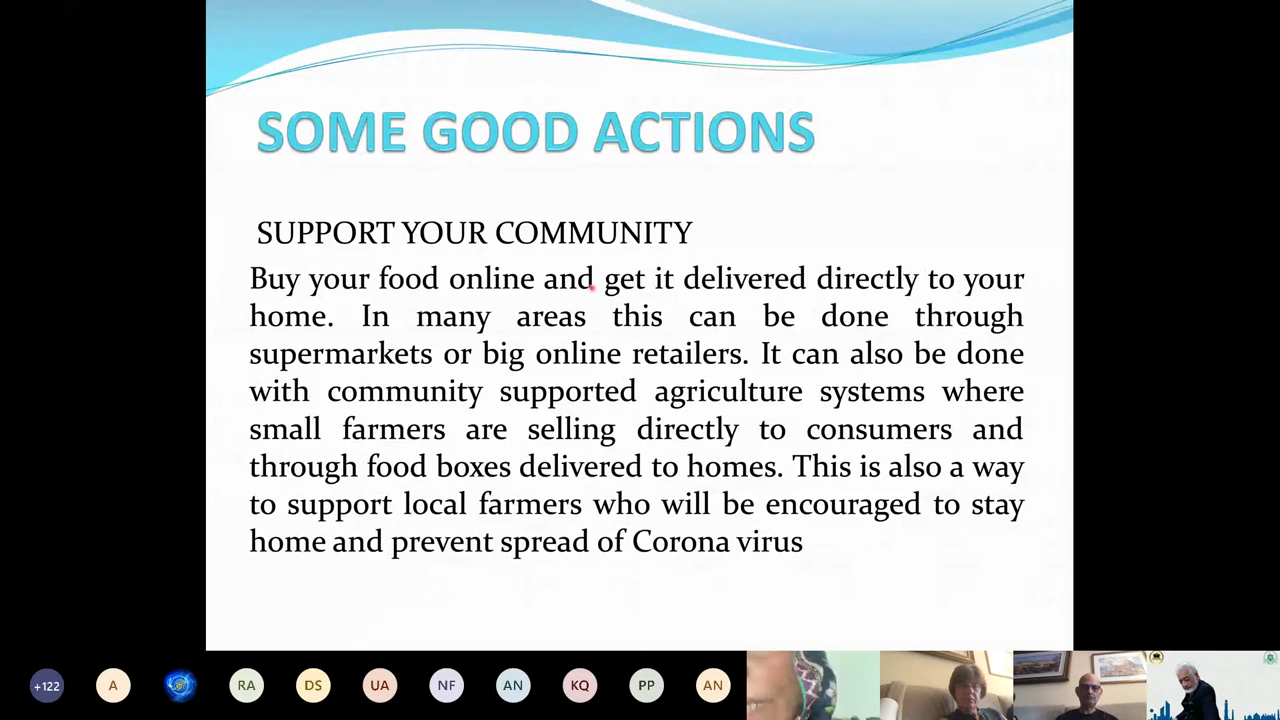 SOME GOOD ACTIONS
SUPPORT YOUR COMMUNITY
Buy your food online and get it delivered directly to your
home. In many areas this can be done through
supermarkets or big online retailers. It can also be done
with community supported agriculture systems where
small farmers are selling directly to consumers and
through food boxes delivered to homes. This is also a way
to support local farmers who will be encouraged to stay
home and prevent spread of Corona virus
+122 A RA DS UA NF AN KQ PP AN